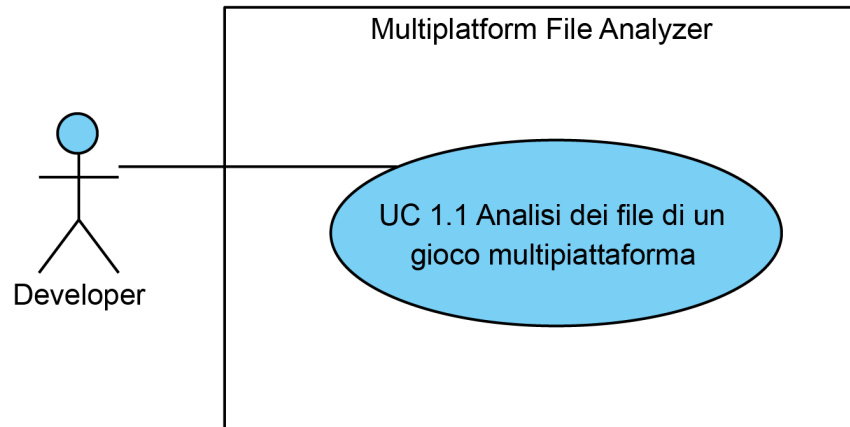 Multiplatform File Analyzer
UC 1.1 Analisi dei file di un
gioco multipiattaforma
Developer